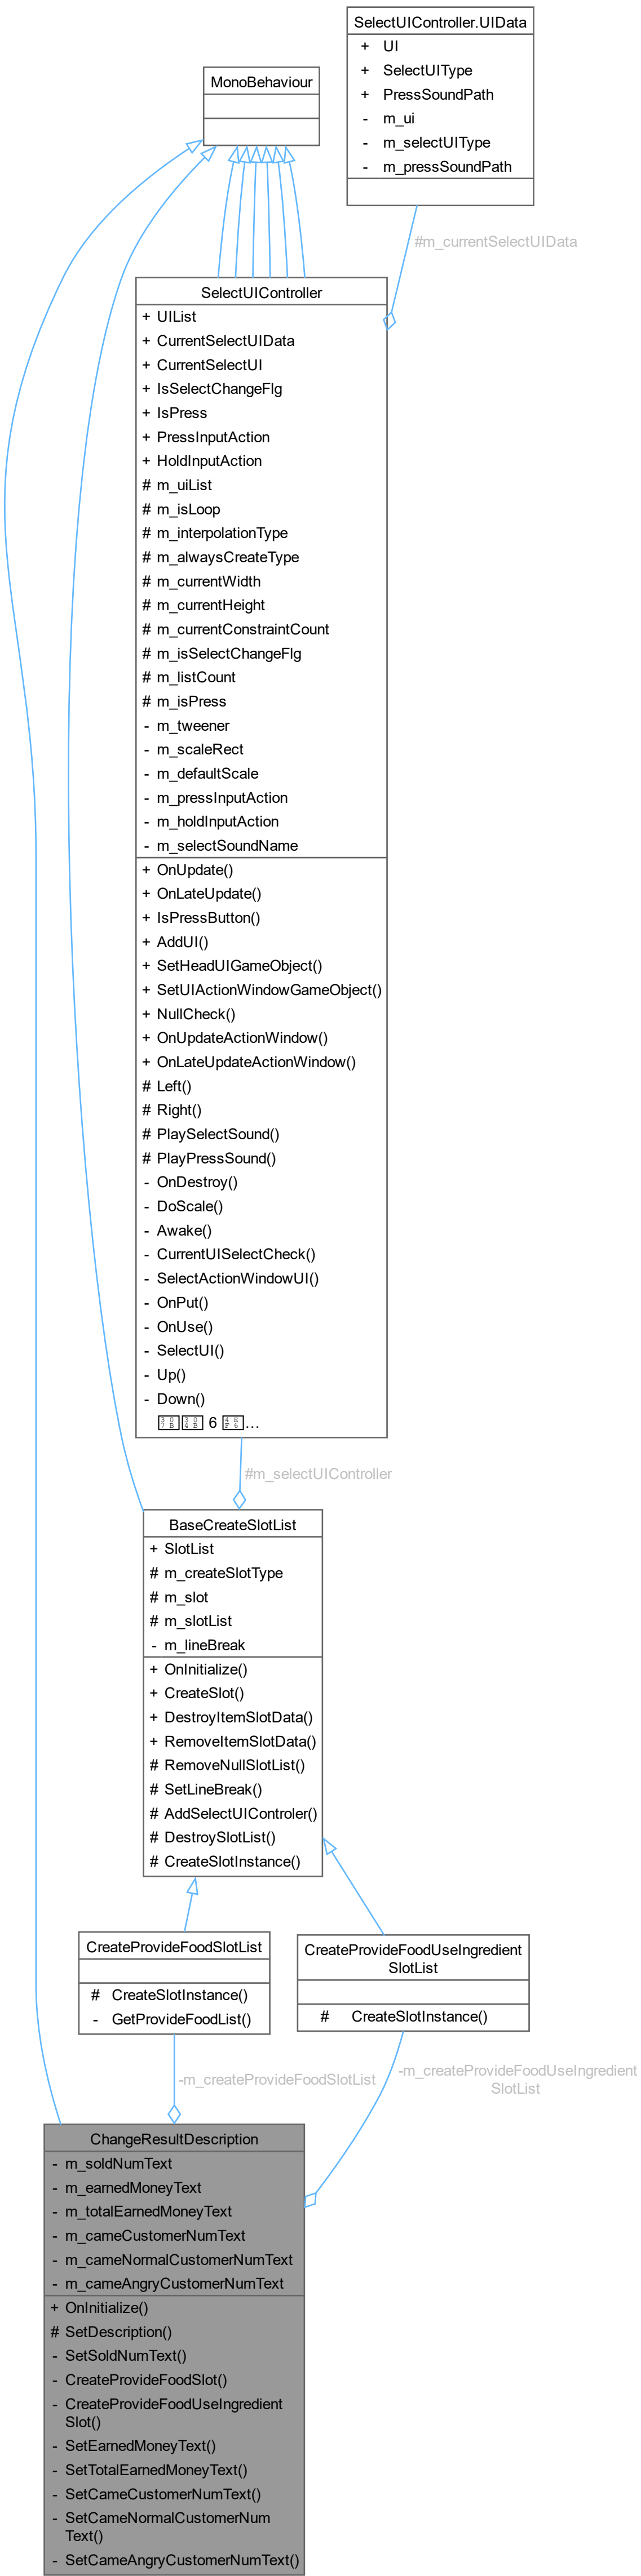 SelectUIController.UIData
+ UI
+ SelectUIType
+ PressSoundPath
- m_ui
- m_selectUIType
- m_pressSoundPath
MonoBehaviour
#m_currentSelectUIData
SelectUIController
+ UIList
+ CurrentSelectUIData
+ CurrentSelectUI
+ IsSelectChangeFlg
+ IsPress
+ PressInputAction
+ HoldInputAction
# m_uiList
# m_isLoop
# m_interpolationType
# m_alwaysCreateType
# m_currentWidth
# m_currentHeight
# m_currentConstraintCount
# m_isSelectChangeFlg
# m_listCount
# m_isPress
- m_tweener
- m_scaleRect
- m_defaultScale
- m_pressInputAction
- m_holdInputAction
- m_selectSoundName
+ OnUpdate()
+ OnLateUpdate()
+ IsPressButton()
+ AddUI()
+ SetHeadUIGameObject()
+ SetUIActionWindowGameObject()
+ NullCheck()
+ OnUpdateActionWindow()
+ OnLateUpdateActionWindow()
# Left()
# Right()
# PlaySelectSound()
# PlayPressSound()
- OnDestroy()
- DoScale()
- Awake()
- CurrentUISelectCheck()
- SelectActionWindowUI()
- OnPut()
- OnUse()
- SelectUI()
- Up()
- Down()
6 ...
#m_selectUIController
BaseCreateSlotList
+ SlotList
# m_createSlotType
# m_slot
# m_slotList
- m_lineBreak
+ OnInitialize()
+ CreateSlot()
+ DestroyItemSlotData()
+ RemoveItemSlotData()
# RemoveNullSlotList()
# SetLineBreak()
# AddSelectUIControler()
# DestroySlotList()
# CreateSlotInstance()
CreateProvideFoodSlotList
# CreateSlotInstance()
- GetProvideFoodList()
CreateProvideFoodUseIngredient
SlotList
# CreateSlotInstance()
-m_createProvideFoodSlotList
-m_createProvideFoodUseIngredient
SlotList
ChangeResultDescription
- m_soldNumText
- m_earnedMoneyText
- m_totalEarnedMoneyText
- m_cameCustomerNumText
- m_cameNormalCustomerNumText
- m_cameAngryCustomerNumText
+ OnInitialize()
# SetDescription()
- SetSoldNumText()
- CreateProvideFoodSlot()
- CreateProvideFoodUseIngredient
Slot()
- SetEarnedMoneyText()
- SetTotalEarnedMoneyText()
- SetCameCustomerNumText()
- SetCameNormalCustomerNum
Text()
- SetCameAngryCustomerNumText()